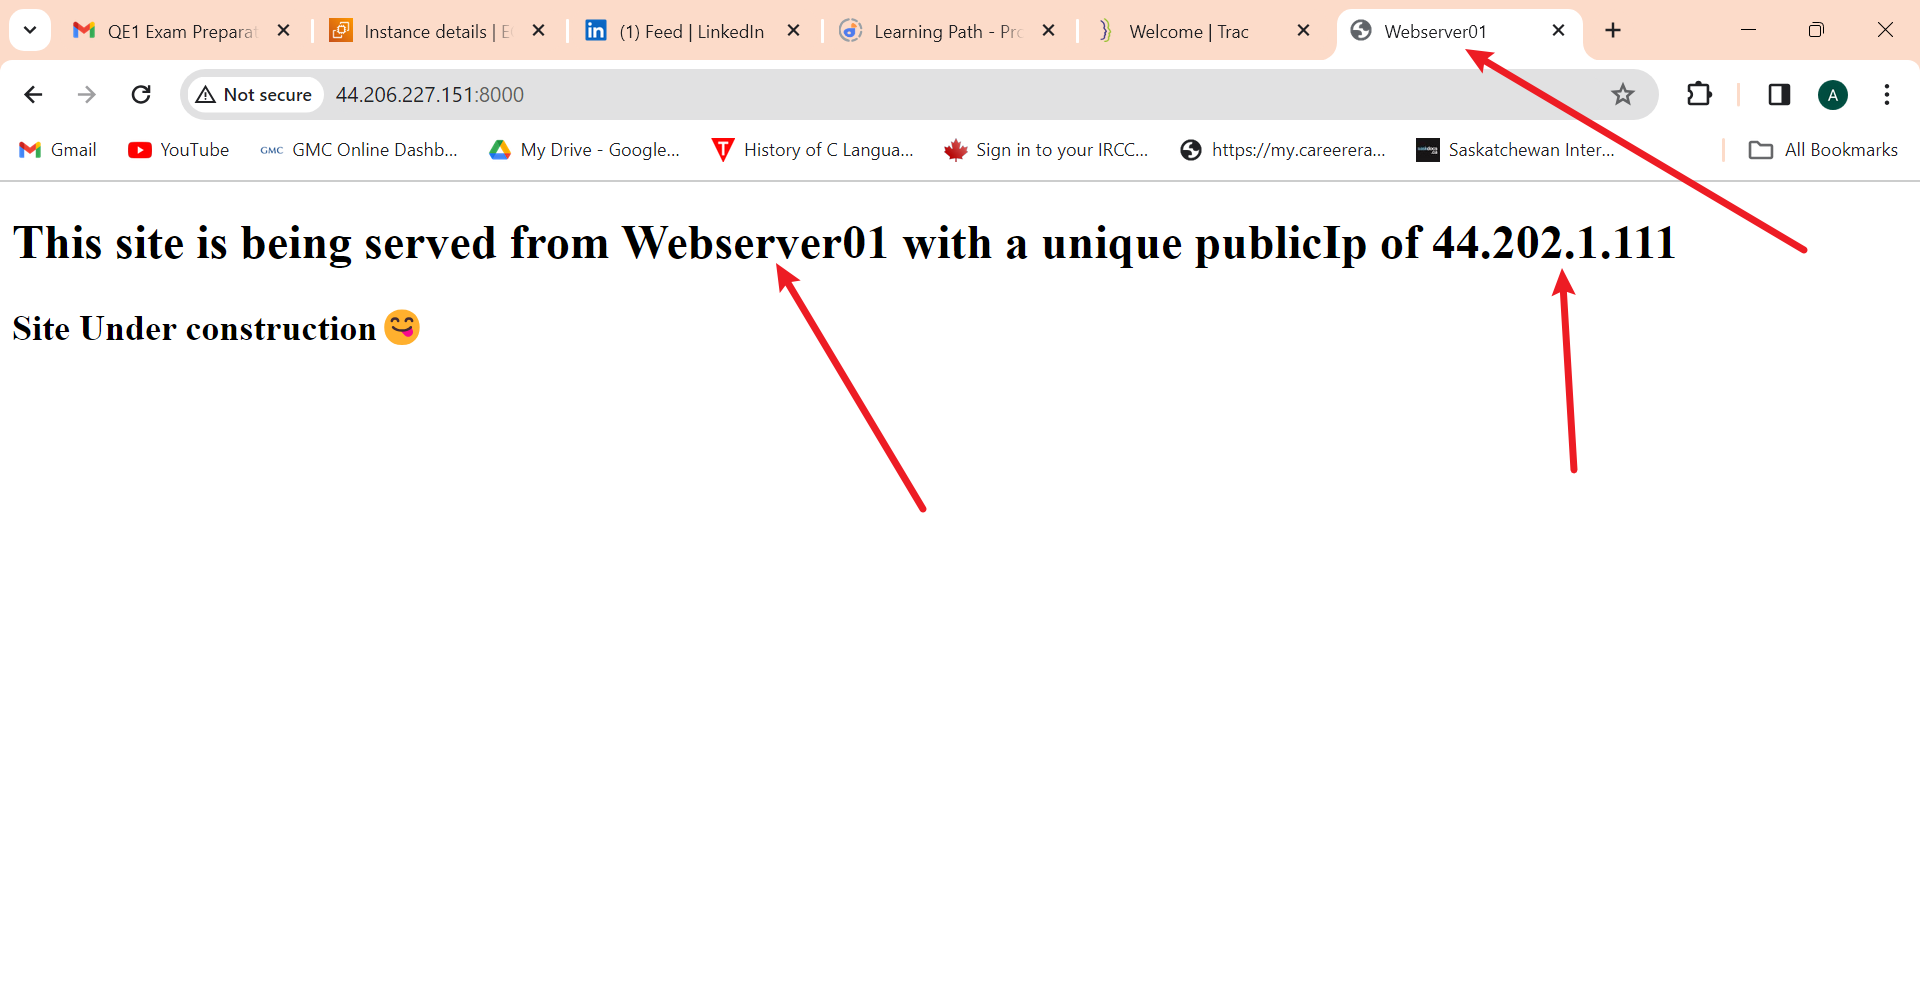 QE1 Exam Preparat
Instance details | E
(1) Feed | LinkedIn
Learning Path - Pro
Welcome | Trac
Webserver01
Not secure
44.206.227.151:8000
A
Gmail
YouTube
GMC GMC Online Dashb...
My Drive - Google...
History of C Langua...
Sign in to your IRCC...
https://my.careerera...
Saskatchewan Inter...
All Bookmarks
This site is being served from Webserver01 with a unique publicIp of 44.202.1.111
Site Under construction 😋